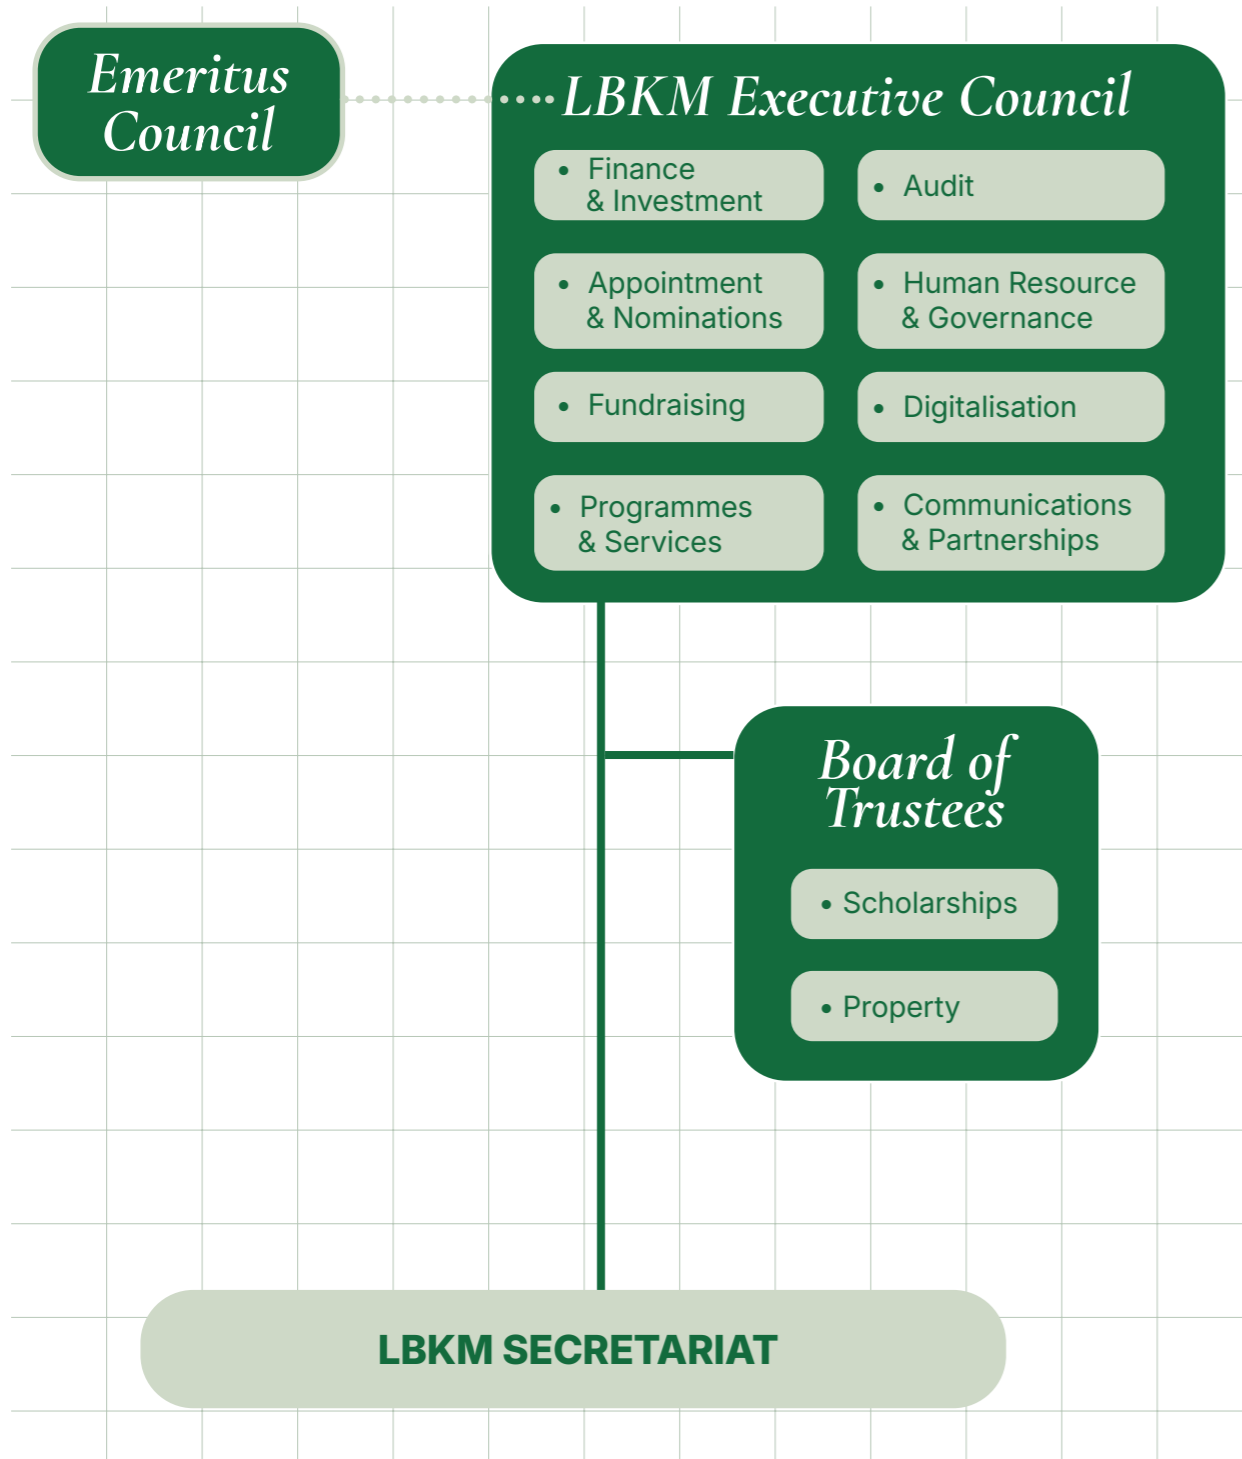 Emeritus
Council
LBKM Executive Council
• Finance
& Investment
• Audit
• Appointment
& Nominations
• Human Resource
& Governance
• Fundraising
• Digitalisation
• Programmes
& Services
• Communications
& Partnerships
Board of
Trustees
• Scholarships
• Property
LBKM SECRETARIAT